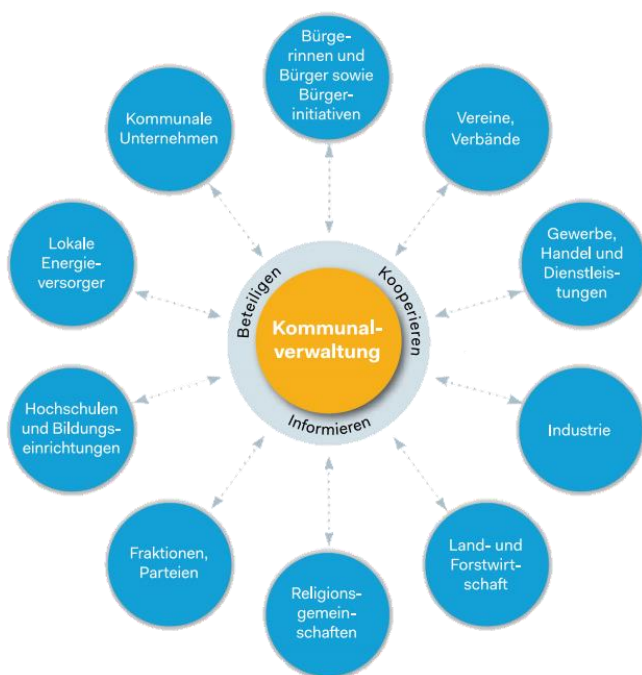 Bürge-
rinnen und
Bürger sowie
Bürger-
initiativen
Kommunale
Unternehmen
Vereine,
Verbände
Lokale
Energie-
versorger
Gewerbe,
Handel und
Dienstleis-
tungen
Beteiligen
Kooperieren
Kommunal-
verwaltung
Informieren
Hochschulen
und Bildungs-
einrichtungen
Industrie
Fraktionen,
Parteien
Land- und
Forstwirt-
schaft
Religions-
gemein-
schaften